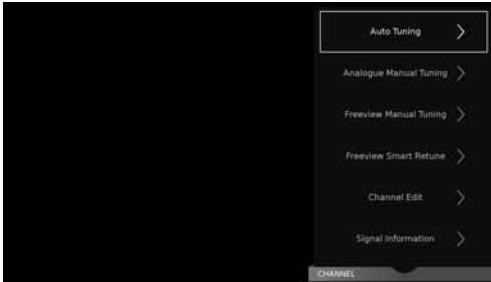 Auto Tuning
Analogue Manual Tuning
Freeview Manual Tuning
Freeview Smart Retune
Channel Edit
Signal Information
CHANNEL